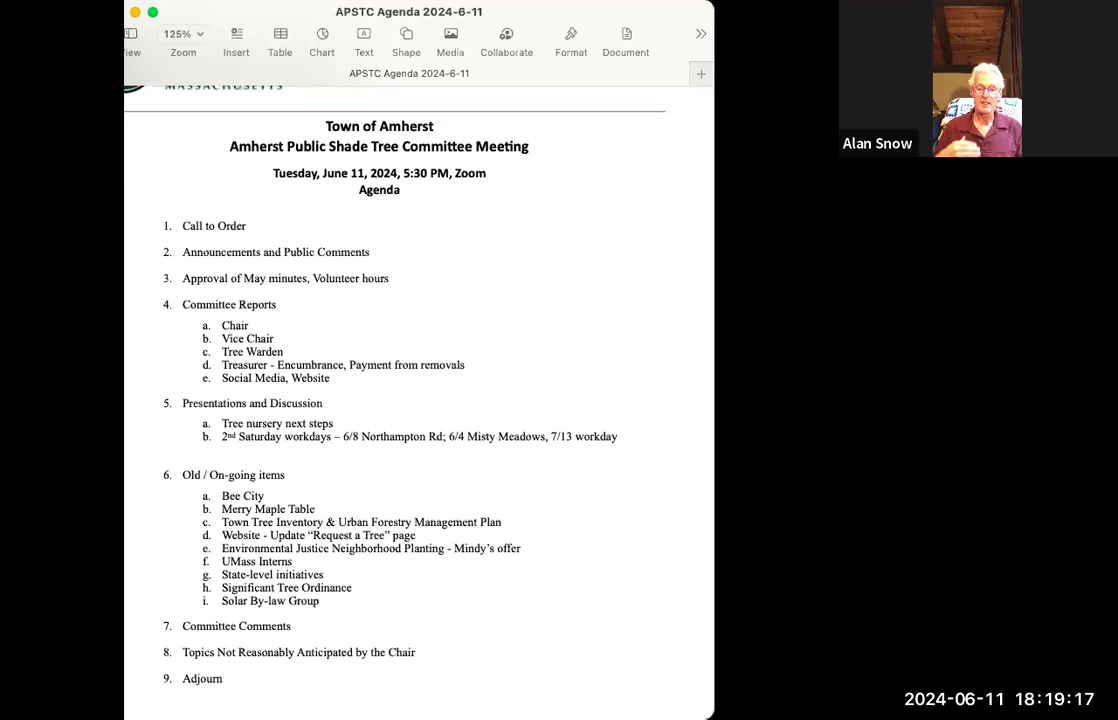 APSTC Agenda 2024-6-11
125%
iew
Zoom
Insert
Table
Chart
Text
Shape
Media
Collaborate
Format
Document
APSTC Agenda 2024-6-11
MASSACHUSETTS
Town of Amherst
Amherst Public Shade Tree Committee Meeting
Tuesday, June 11, 2024, 5:30 PM, Zoom
Agenda
1. Call to Order
2. Announcements and Public Comments
3. Approval of May minutes, Volunteer hours
4. Committee Reports
a. Chair
b. Vice Chair
c. Tree Warden
d. Treasurer - Encumbrance, Payment from removals
e. Social Media, Website
5. Presentations and Discussion
a. Tree nursery next steps
b. 2nd Saturday workdays – 6/8 Northampton Rd; 6/4 Misty Meadows, 7/13 workday
6. Old / On-going items
a. Bee City
b. Merry Maple Table
c. Town Tree Inventory & Urban Forestry Management Plan
d. Website - Update “Request a Tree” page
e. Environmental Justice Neighborhood Planting - Mindy’s offer
f. UMass Interns
g. State-level initiatives
h. Significant Tree Ordinance
i. Solar By-law Group
7. Committee Comments
8. Topics Not Reasonably Anticipated by the Chair
9. Adjourn
Alan Snow
2024-06-11 18:19:17